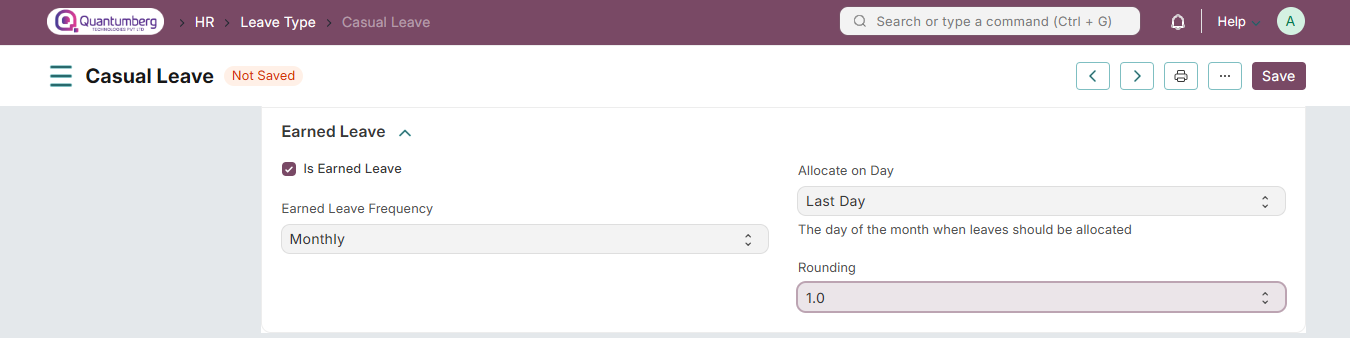 Quantumberg
TECHNOLOGIES PVT. LTD
HR
Leave Type
Casual Leave
Search or type a command (Ctrl + G)
Help
A
Casual Leave
Not Saved
Save
Earned Leave
Is Earned Leave
Allocate on Day
Last Day
Earned Leave Frequency
Monthly
The day of the month when leaves should be allocated
Rounding
1.0